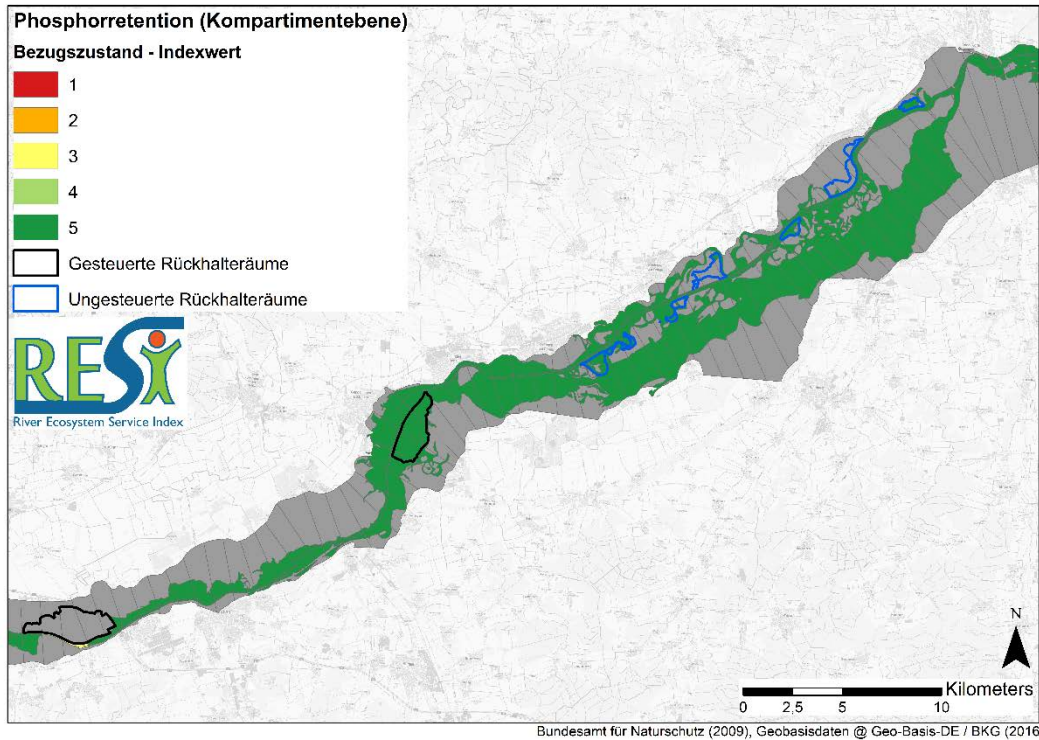 Phosphorretention (Kompartimentebene)
Bezugszustand - Indexwert
1
2
3
4
5
Gesteuerte Rückhalteräume
Ungesteuerte Rückhalteräume
RESI
River Ecosystem Service Index
N
Kilometers
0 2,5 5 10
Bundesamt für Naturschutz (2009), Geobasisdaten @ Geo-Basis-DE / BKG (2016